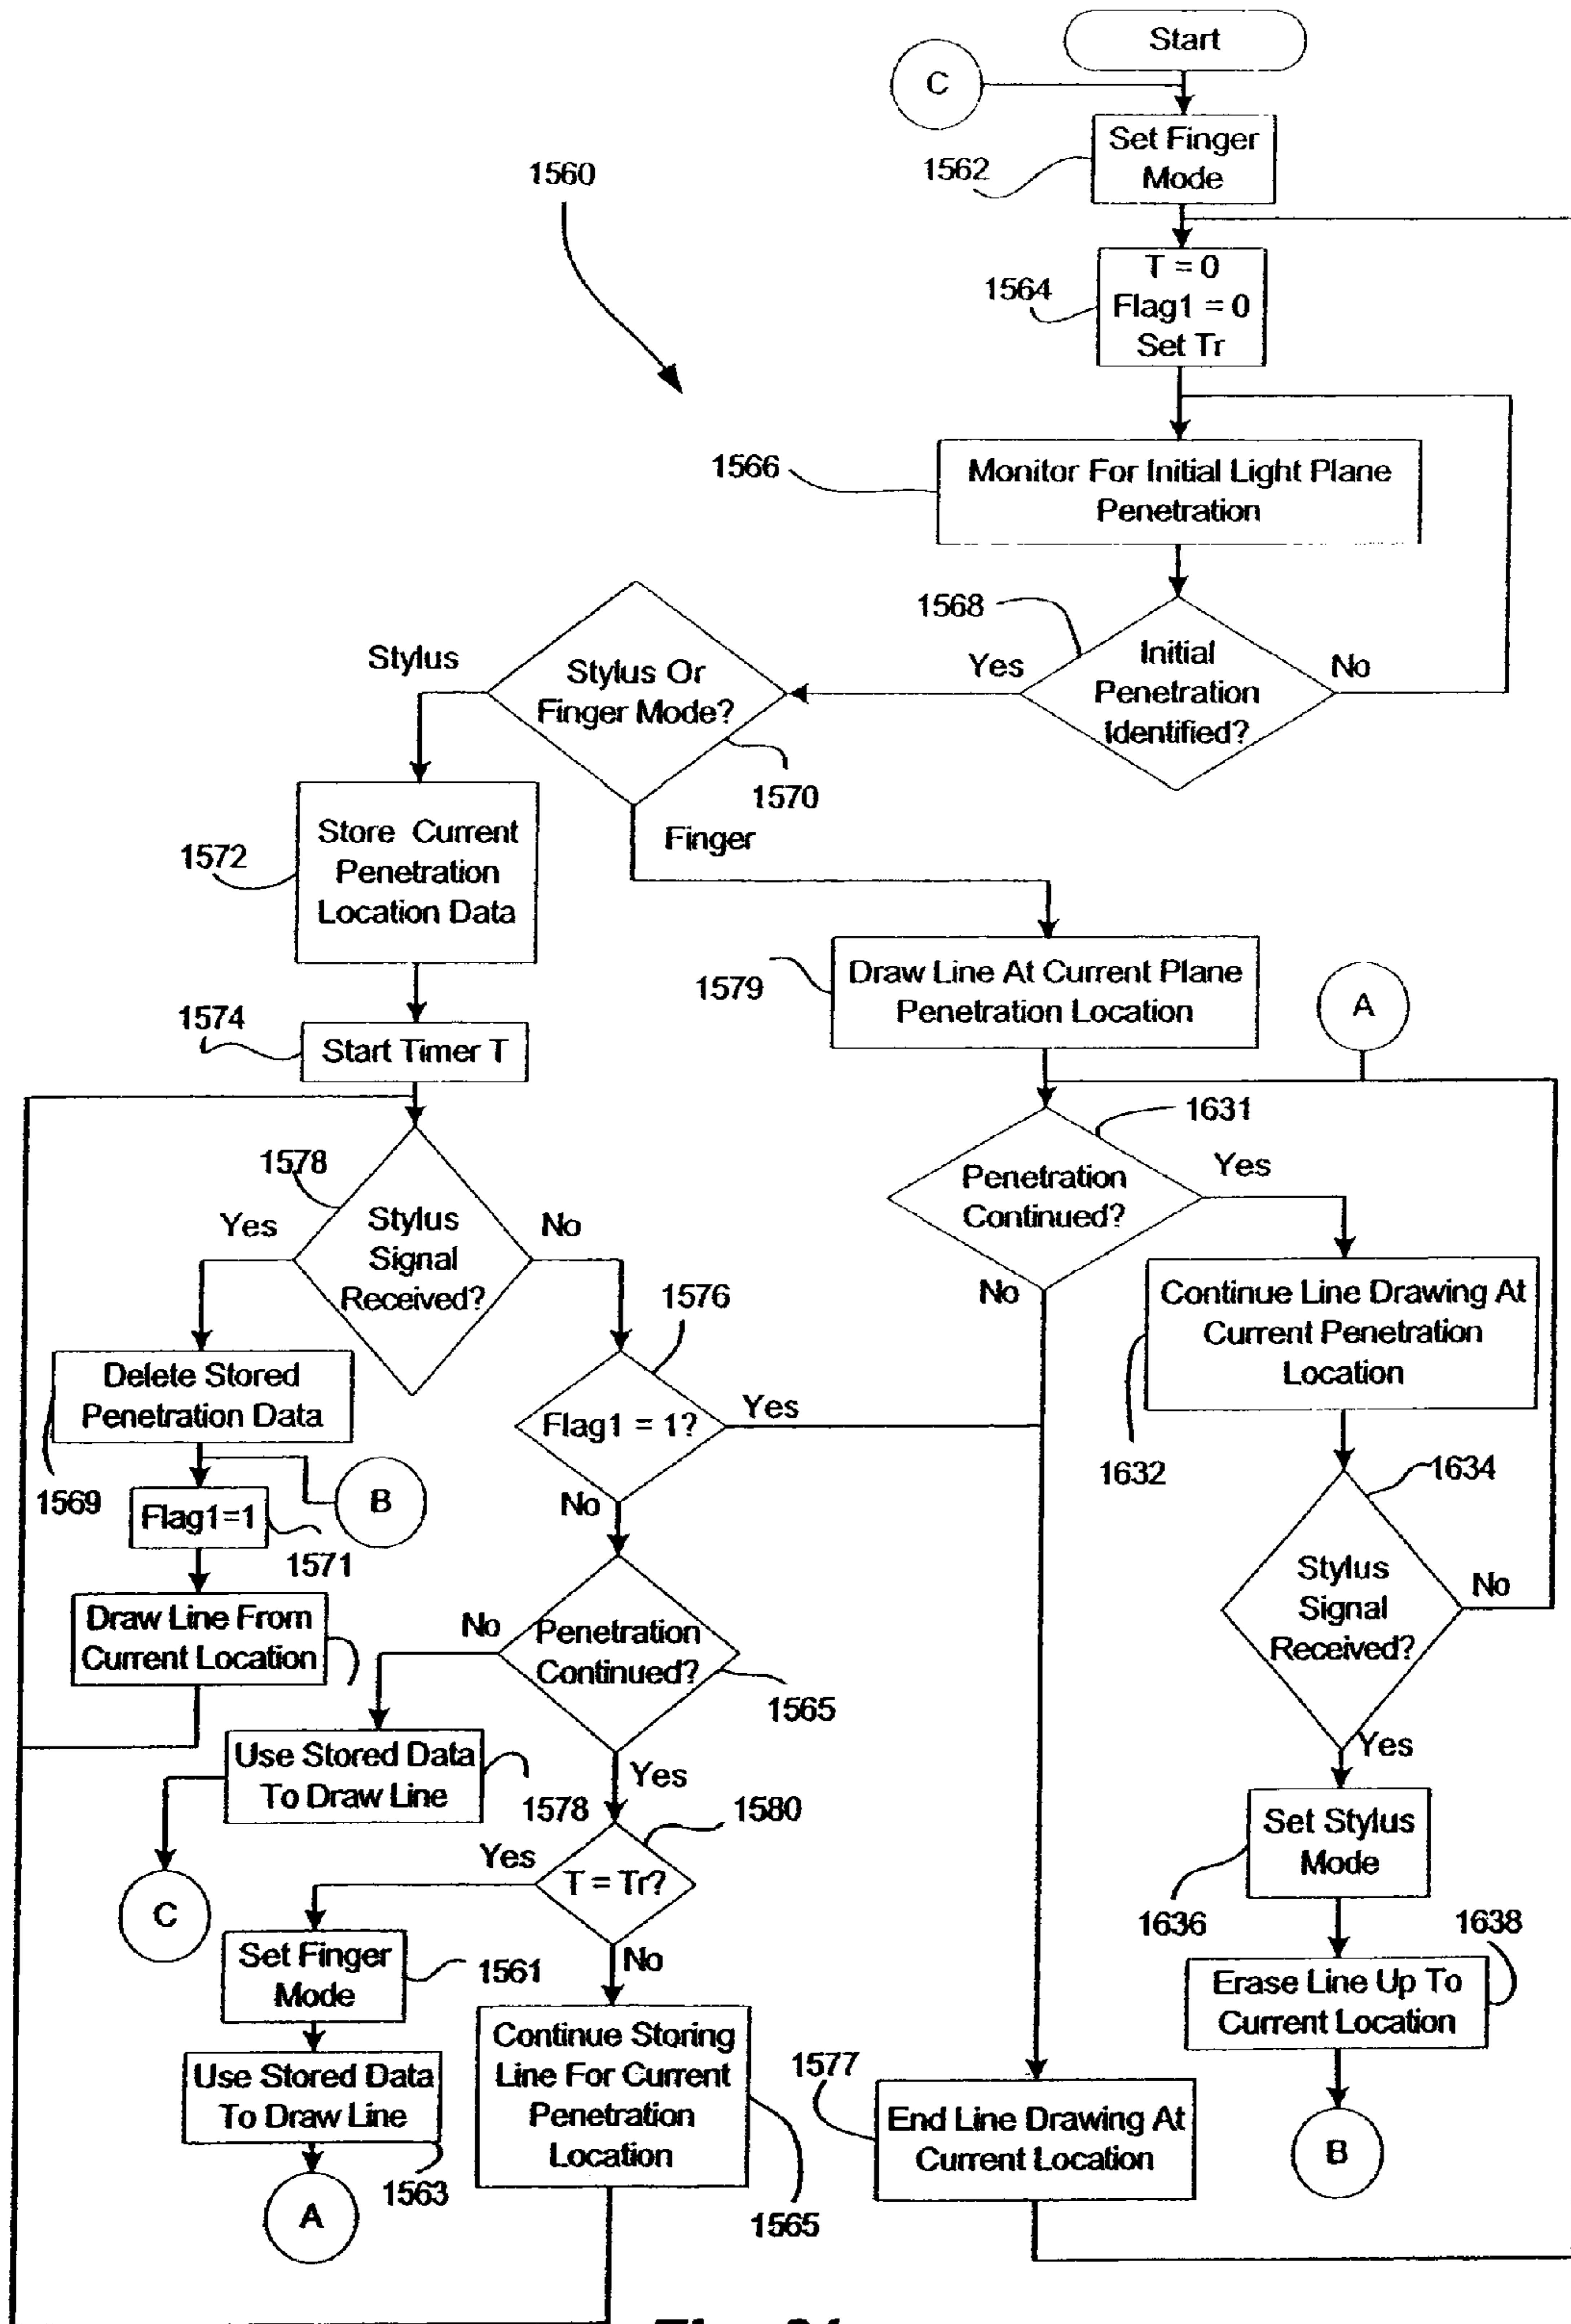 Start
C
Set Finger
Mode
1562
1560
T = 0
Flag1 = 0
Set Tr
1564
Monitor For Initial Light Plane
Penetration
1566
1568
Initial
Penetration
Identified?
Yes
No
Stylus
Stylus Or
Finger Mode?
1570
Finger
Store Current
Penetration
Location Data
1572
Draw Line At Current Plane
Penetration Location
1579
A
1574
Start Timer T
1631
Penetration
Continued?
Yes
No
1578
Stylus
Signal
Received?
Yes
No
1576
Continue Line Drawing At
Current Penetration
Location
1632
Delete Stored
Penetration Data
1569
Flag1 = 1?
Yes
No
B
Flag1=1
1571
1634
Stylus
Signal
Received?
No
Yes
Draw Line From
Current Location
No
Penetration
Continued?
1565
Yes
Use Stored Data
To Draw Line
1578
1580
T = Tr?
Yes
No
C
Set Stylus
Mode
1636
1638
Set Finger
Mode
1561
Erase Line Up To
Current Location
Continue Storing
Line For Current
Penetration
Location
1565
Use Stored Data
To Draw Line
1563
1577
End Line Drawing At
Current Location
B
A